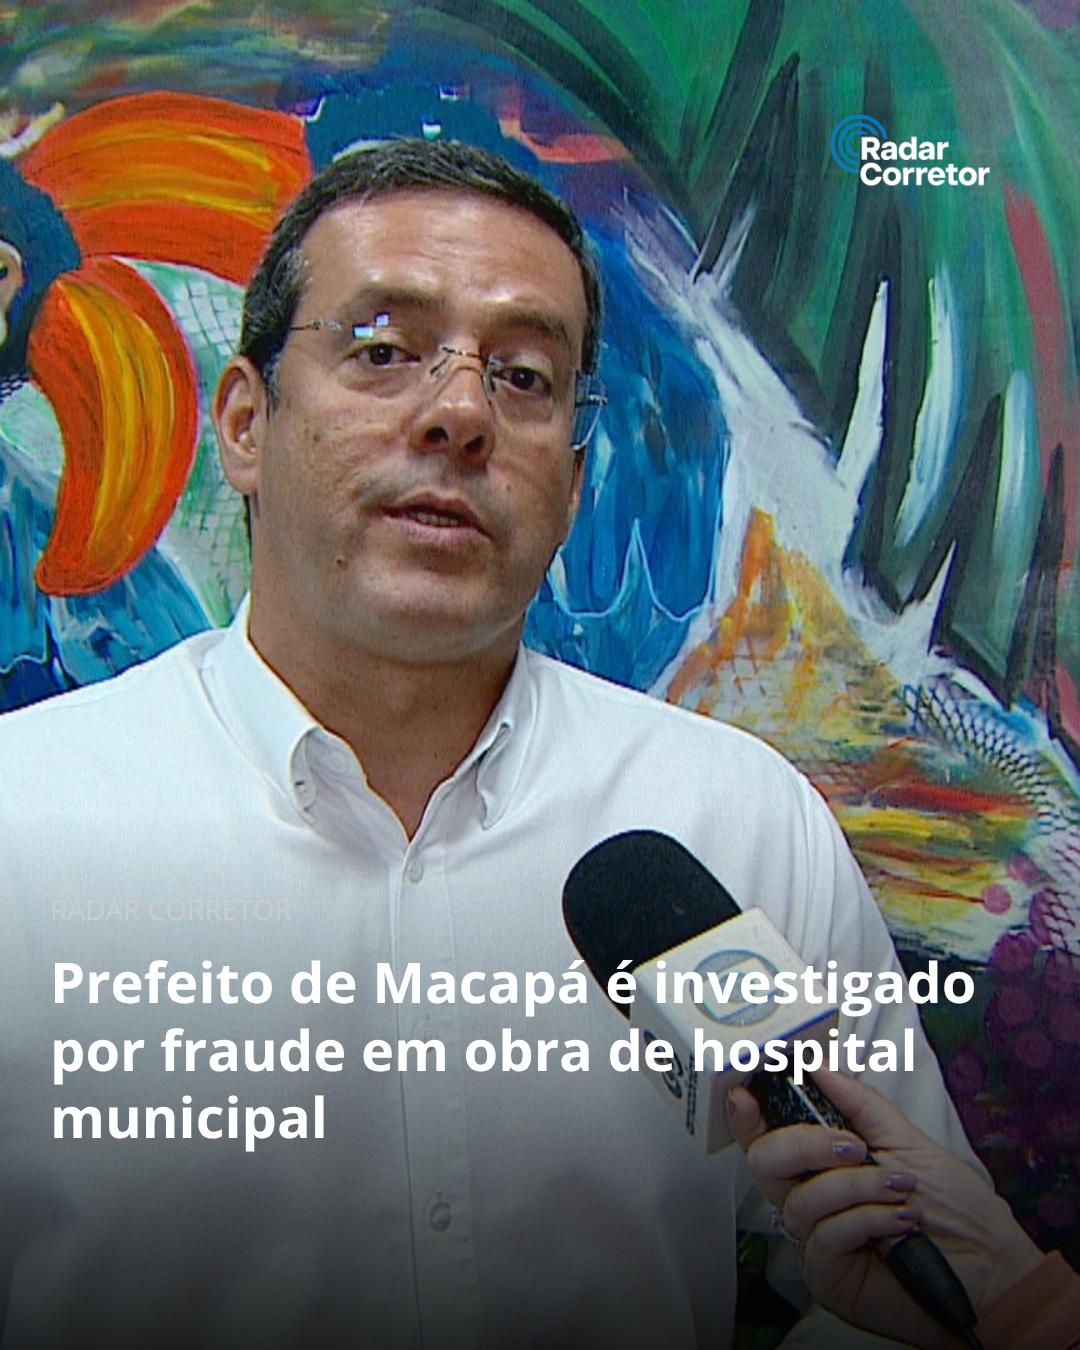 Radar
Corretor
RADAR CORRETOR
Prefeito de Macapá é investigado
por fraude em obra de hospital
municipal